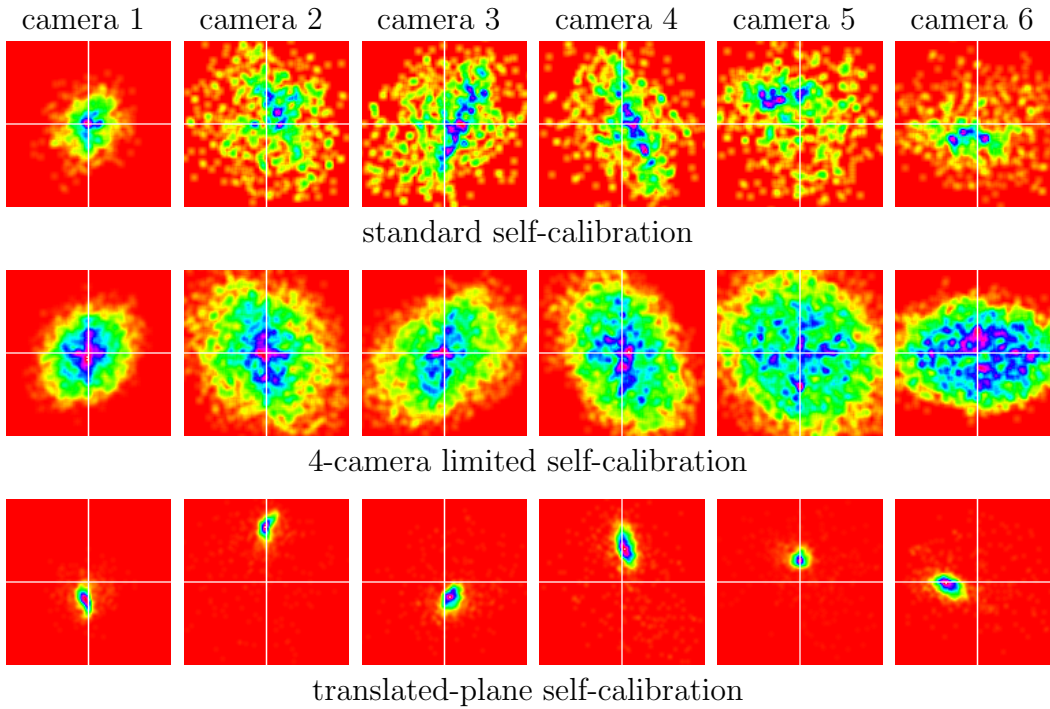 camera 1 camera 2 camera 3 camera 4 camera 5 camera 6
standard self-calibration
4-camera limited self-calibration
translated-plane self-calibration